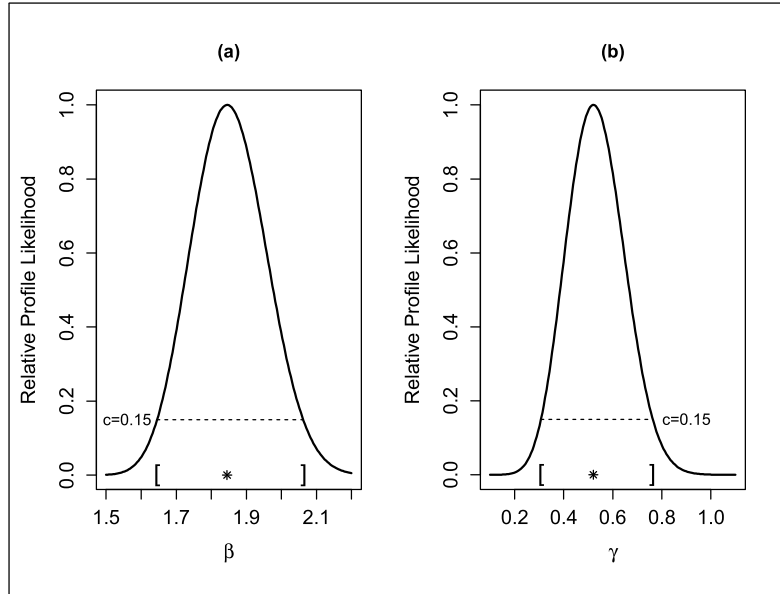 (a)
Relative Profile Likelihood
1.0
0.8
0.6
0.4
0.2
0.0
c=0.15
[ * ]
1.5 1.7 1.9 2.1
β
(b)
Relative Profile Likelihood
1.0
0.8
0.6
0.4
0.2
0.0
c=0.15
[ * ]
0.2 0.4 0.6 0.8 1.0
γ